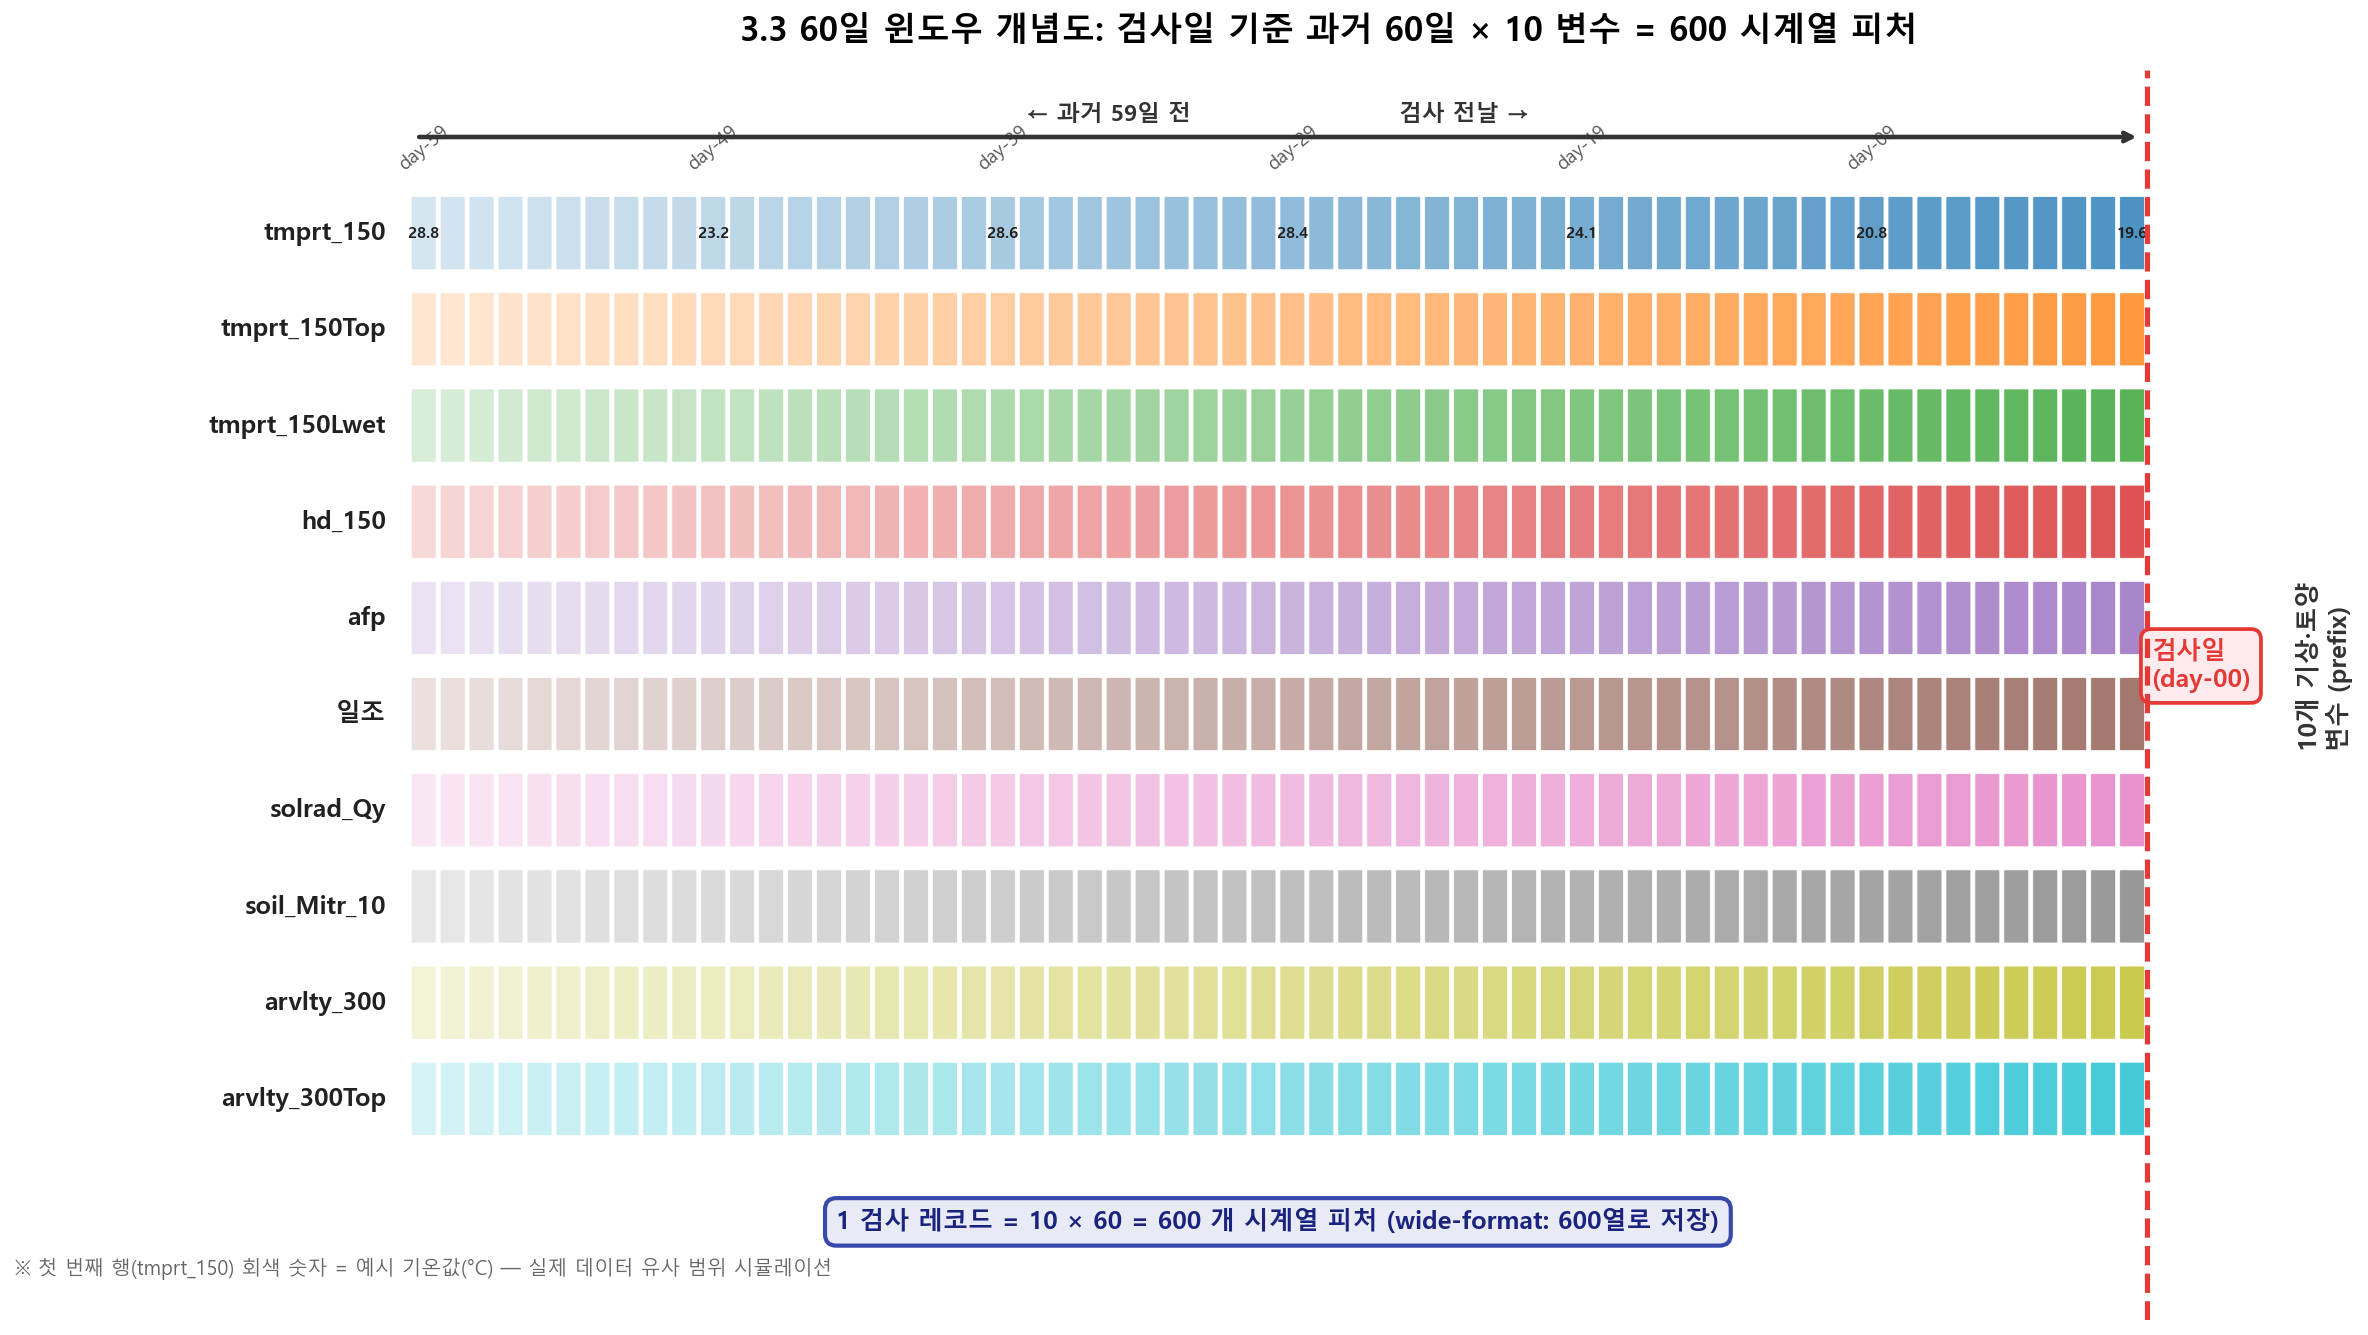 3.3 60일 윈도우 개념도: 검사일 기준 과거 60일 × 10 변수 = 600 시계열 피처
← 과거 59일 전 검사 전날 →
day-59 day-49 day-39 day-29 day-19 day-09
tmprt_150
28.8 23.2 28.6 28.4 24.1 20.8 19.6
tmprt_150Top
tmprt_150Lwet
hd_150
afp
일조
solrad_Qy
soil_Mitr_10
arvlty_300
arvlty_300Top
검사일
(day-00)
10개 기상·토양
변수 (prefix)
1 검사 레코드 = 10 × 60 = 600 개 시계열 피처 (wide-format: 600열로 저장)
※ 첫 번째 행(tmprt_150) 회색 숫자 = 예시 기온값(°C) — 실제 데이터 유사 범위 시뮬레이션